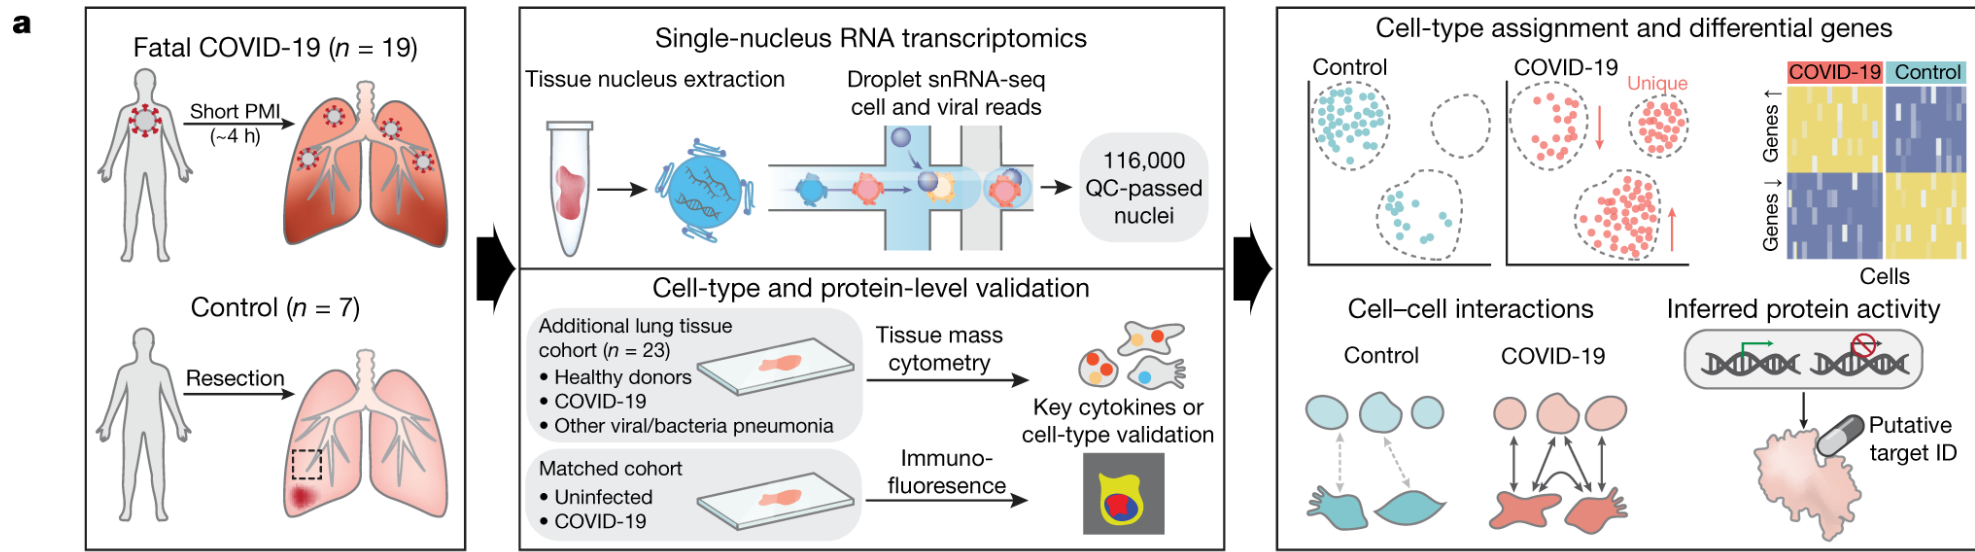 a
Fatal COVID-19 (n = 19)
Short PMI
(~4 h)
Control (n = 7)
Resection
Single-nucleus RNA transcriptomics
Tissue nucleus extraction
Droplet snRNA-seq
cell and viral reads
116,000
QC-passed
nuclei
Cell-type and protein-level validation
Additional lung tissue
cohort (n = 23)
• Healthy donors
• COVID-19
• Other viral/bacteria pneumonia
Tissue mass
cytometry
Key cytokines or
cell-type validation
Matched cohort
• Uninfected
• COVID-19
Immuno-
fluoresence
Cell-type assignment and differential genes
Control
COVID-19
Unique
COVID-19
Control
Genes ↑
Genes ↓
Cells
Cell–cell interactions
Control
COVID-19
Inferred protein activity
Putative
target ID